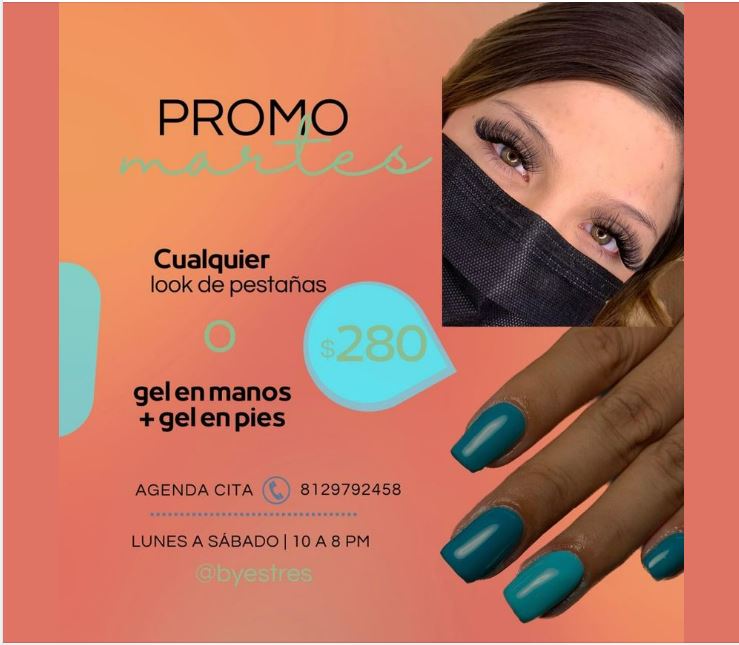 PROMO
martes
Cualquier
look de pestañas
O
$280
gel en manos
+ gel en pies
AGENDA CITA 8129792458
LUNES A SÁBADO | 10 A 8 PM
@byestres